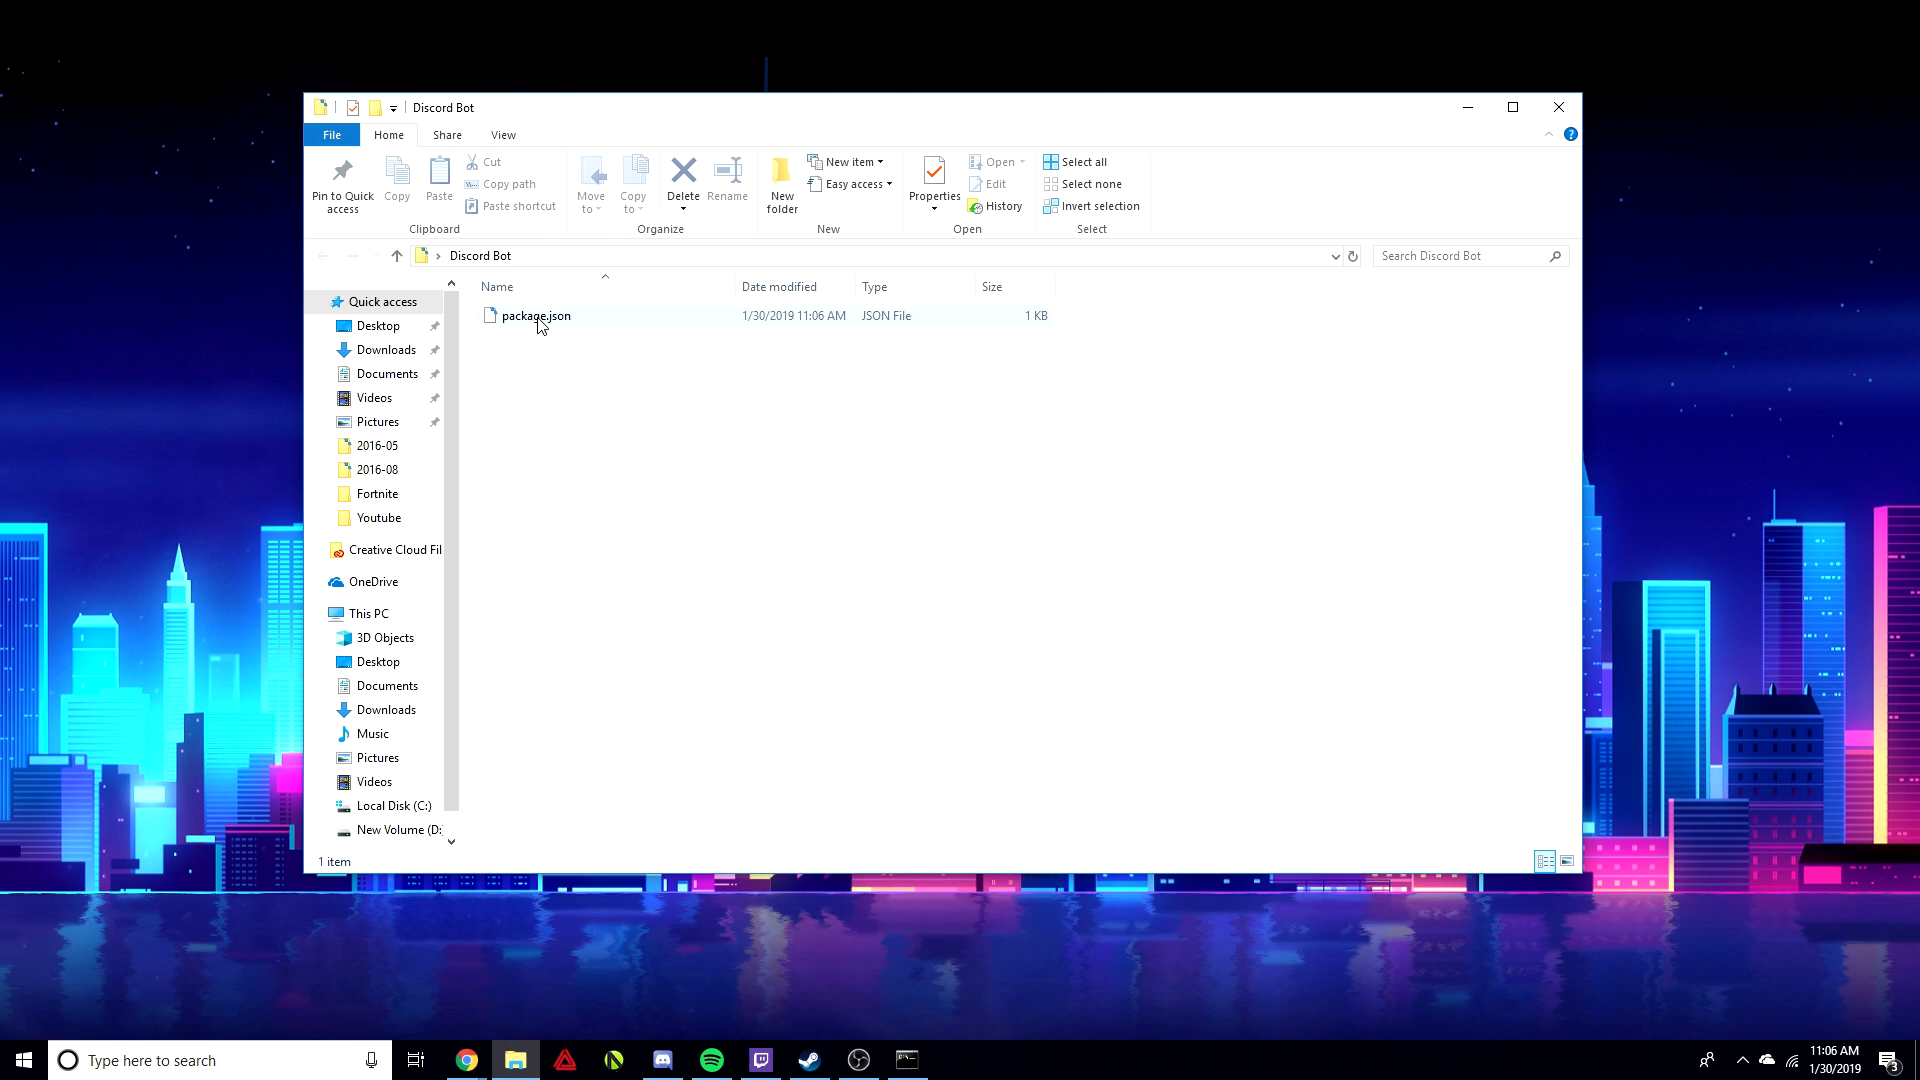 Discord Bot
File Home Share View
Pin to Quick access
Copy
Paste
Cut
Copy path
Paste shortcut
Clipboard
Move to
Copy to
Delete
Rename
Organize
New folder
New item
Easy access
New
Properties
Open
Edit
History
Open
Select all
Select none
Invert selection
Select
Discord Bot
Search Discord Bot
Name Date modified Type Size
package.json 1/30/2019 11:06 AM JSON File 1 KB
Quick access
Desktop
Downloads
Documents
Videos
Pictures
2016-05
2016-08
Fortnite
Youtube
Creative Cloud Fil
OneDrive
This PC
3D Objects
Desktop
Documents
Downloads
Music
Pictures
Videos
Local Disk (C:)
New Volume (D:
1 item
Type here to search
11:06 AM
1/30/2019
3